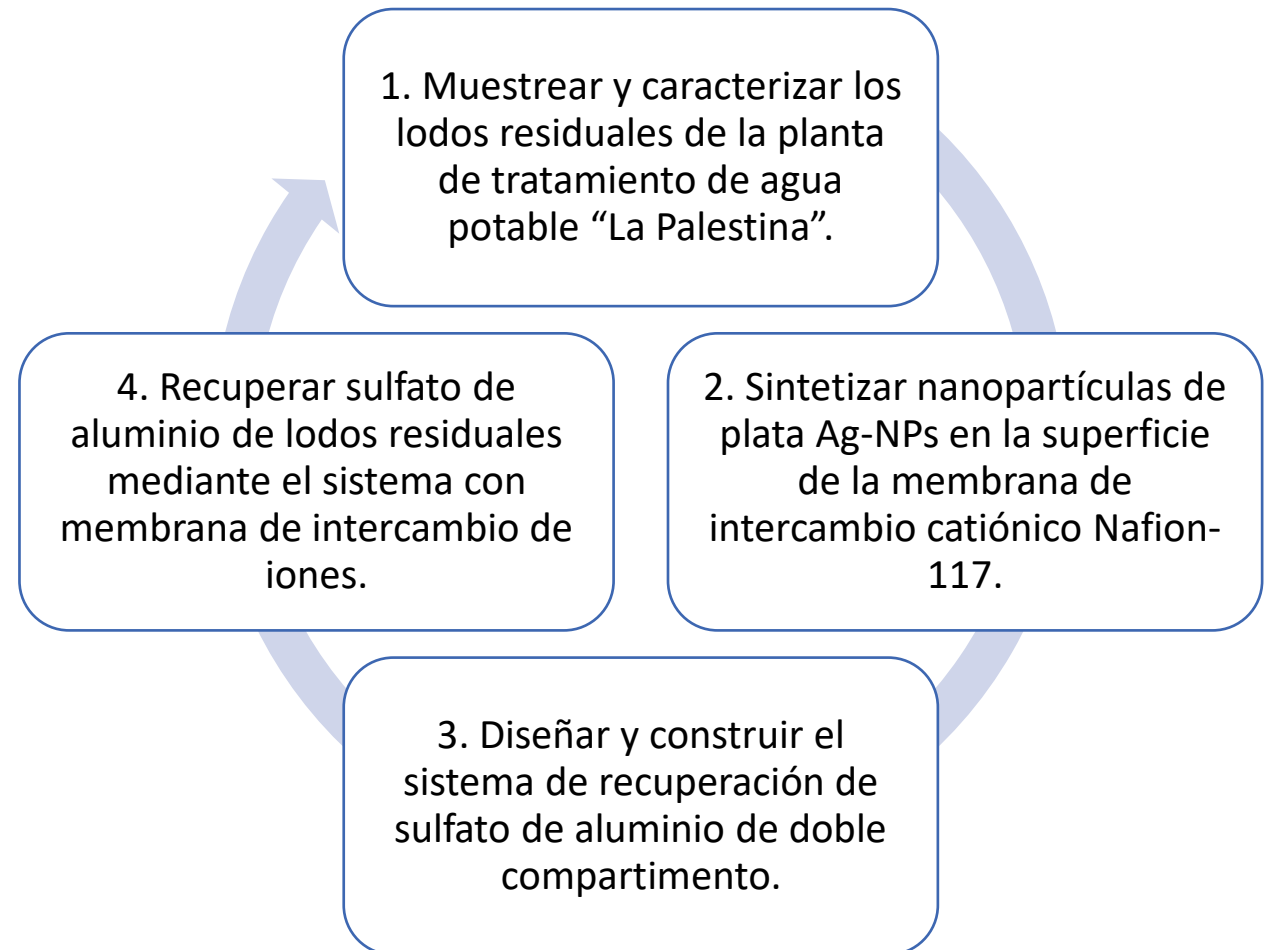 1. Muestrear y caracterizar los
lodos residuales de la planta
de tratamiento de agua
potable “La Palestina”.
2. Sintetizar nanopartículas de
plata Ag-NPs en la superficie
de la membrana de
intercambio catiónico Nafion-
117.
3. Diseñar y construir el
sistema de recuperación de
sulfato de aluminio de doble
compartimento.
4. Recuperar sulfato de
aluminio de lodos residuales
mediante el sistema con
membrana de intercambio de
iones.